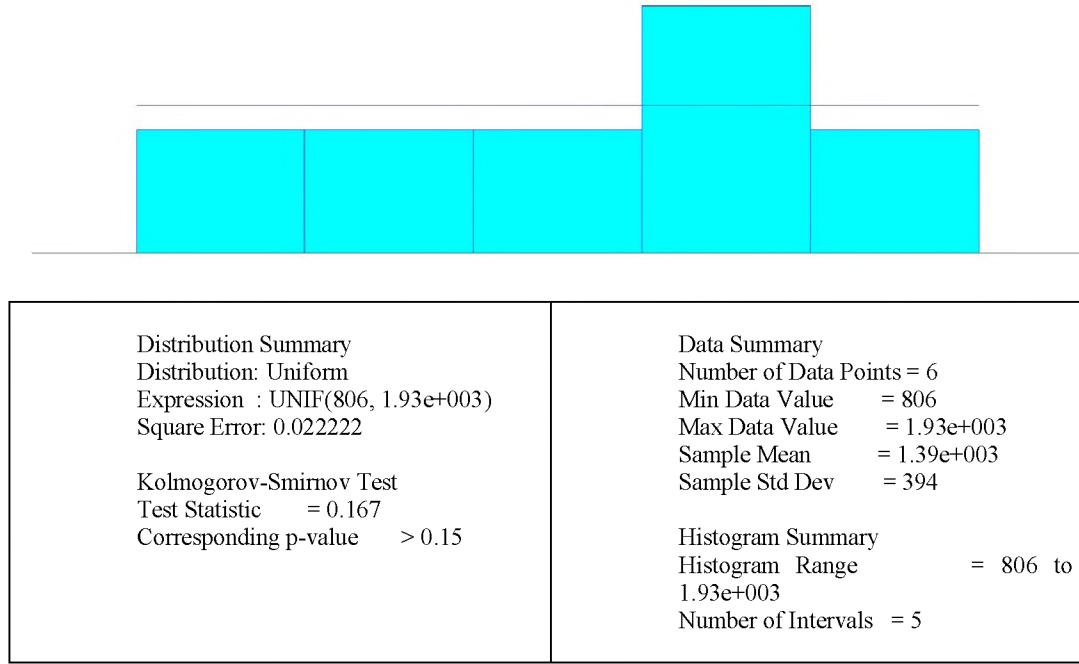 Distribution Summary
Distribution: Uniform
Expression : UNIF(806, 1.93e+003)
Square Error: 0.022222
Kolmogorov-Smirnov Test
Test Statistic = 0.167
Corresponding p-value > 0.15
Data Summary
Number of Data Points = 6
Min Data Value = 806
Max Data Value = 1.93e+003
Sample Mean = 1.39e+003
Sample Std Dev = 394
Histogram Summary
Histogram Range = 806 to
1.93e+003
Number of Intervals = 5